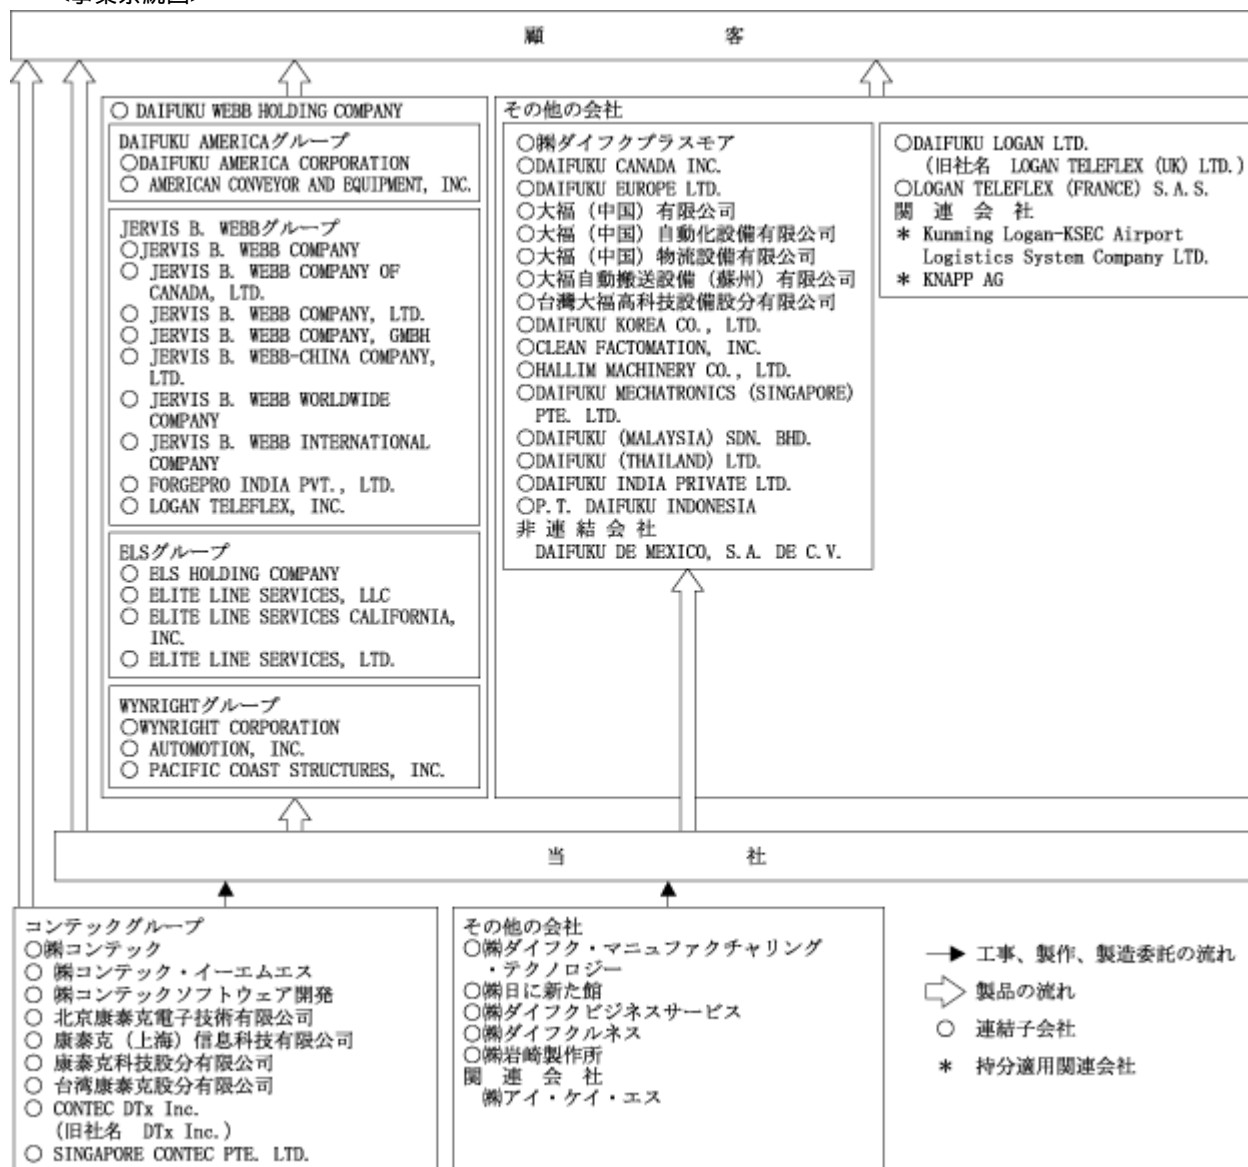 顧　　　客
○ DAIFUKU WEBB HOLDING COMPANY
DAIFUKU AMERICAグループ
○DAIFUKU AMERICA CORPORATION
○ AMERICAN CONVEYOR AND EQUIPMENT, INC.
JERVIS B. WEBBグループ
○JERVIS B. WEBB COMPANY
○ JERVIS B. WEBB COMPANY OF
CANADA, LTD.
○ JERVIS B. WEBB COMPANY, LTD.
○ JERVIS B. WEBB COMPANY, GMBH
○ JERVIS B. WEBB-CHINA COMPANY,
LTD.
○ JERVIS B. WEBB WORLDWIDE
COMPANY
○ JERVIS B. WEBB INTERNATIONAL
COMPANY
○ FORGEPRO INDIA PVT., LTD.
○ LOGAN TELEFLEX, INC.
ELSグループ
○ ELS HOLDING COMPANY
○ ELITE LINE SERVICES, LLC
○ ELITE LINE SERVICES CALIFORNIA,
INC.
○ ELITE LINE SERVICES, LTD.
WYNRIGHTグループ
○WYNRIGHT CORPORATION
○ AUTOMOTION, INC.
○ PACIFIC COAST STRUCTURES, INC.
その他の会社
○㈱ダイフクプラスモア
○DAIFUKU CANADA INC.
○DAIFUKU EUROPE LTD.
○大福（中国）有限公司
○大福（中国）自動化設備有限公司
○大福（中国）物流設備有限公司
○大福自動搬送設備（蘇州）有限公司
○台灣大福高科技設備股分有限公司
○DAIFUKU KOREA CO., LTD.
○CLEAN FACTOMATION, INC.
○HALLIM MACHINERY CO., LTD.
○DAIFUKU MECHATRONICS (SINGAPORE)
PTE. LTD.
○DAIFUKU (MALAYSIA) SDN. BHD.
○DAIFUKU (THAILAND) LTD.
○DAIFUKU INDIA PRIVATE LTD.
○P.T. DAIFUKU INDONESIA
非連結会社
DAIFUKU DE MEXICO, S.A. DE C.V.
○DAIFUKU LOGAN LTD.
（旧社名 LOGAN TELEFLEX (UK) LTD.）
○LOGAN TELEFLEX (FRANCE) S.A.S.
関連会社
* Kunming Logan-KSEC Airport
Logistics System Company LTD.
* KNAPP AG
当　　　社
コンテックグループ
○㈱コンテック
○ ㈱コンテック・イーエムエス
○ ㈱コンテックソフトウェア開発
○ 北京康泰克電子技術有限公司
○ 康泰克（上海）信息科技有限公司
○ 康泰克科技股分有限公司
○ 台湾康泰克股分有限公司
○ CONTEC DTx Inc.
（旧社名 DTx Inc.）
○ SINGAPORE CONTEC PTE. LTD.
その他の会社
○㈱ダイフク・マニュファクチャリング
・テクノロジー
○㈱日に新た館
○㈱ダイフクビジネスサービス
○㈱ダイフクルネス
○㈱岩崎製作所
関連会社
㈱アイ・ケイ・エス
工事、製作、製造委託の流れ
製品の流れ
○ 連結子会社
* 持分適用関連会社